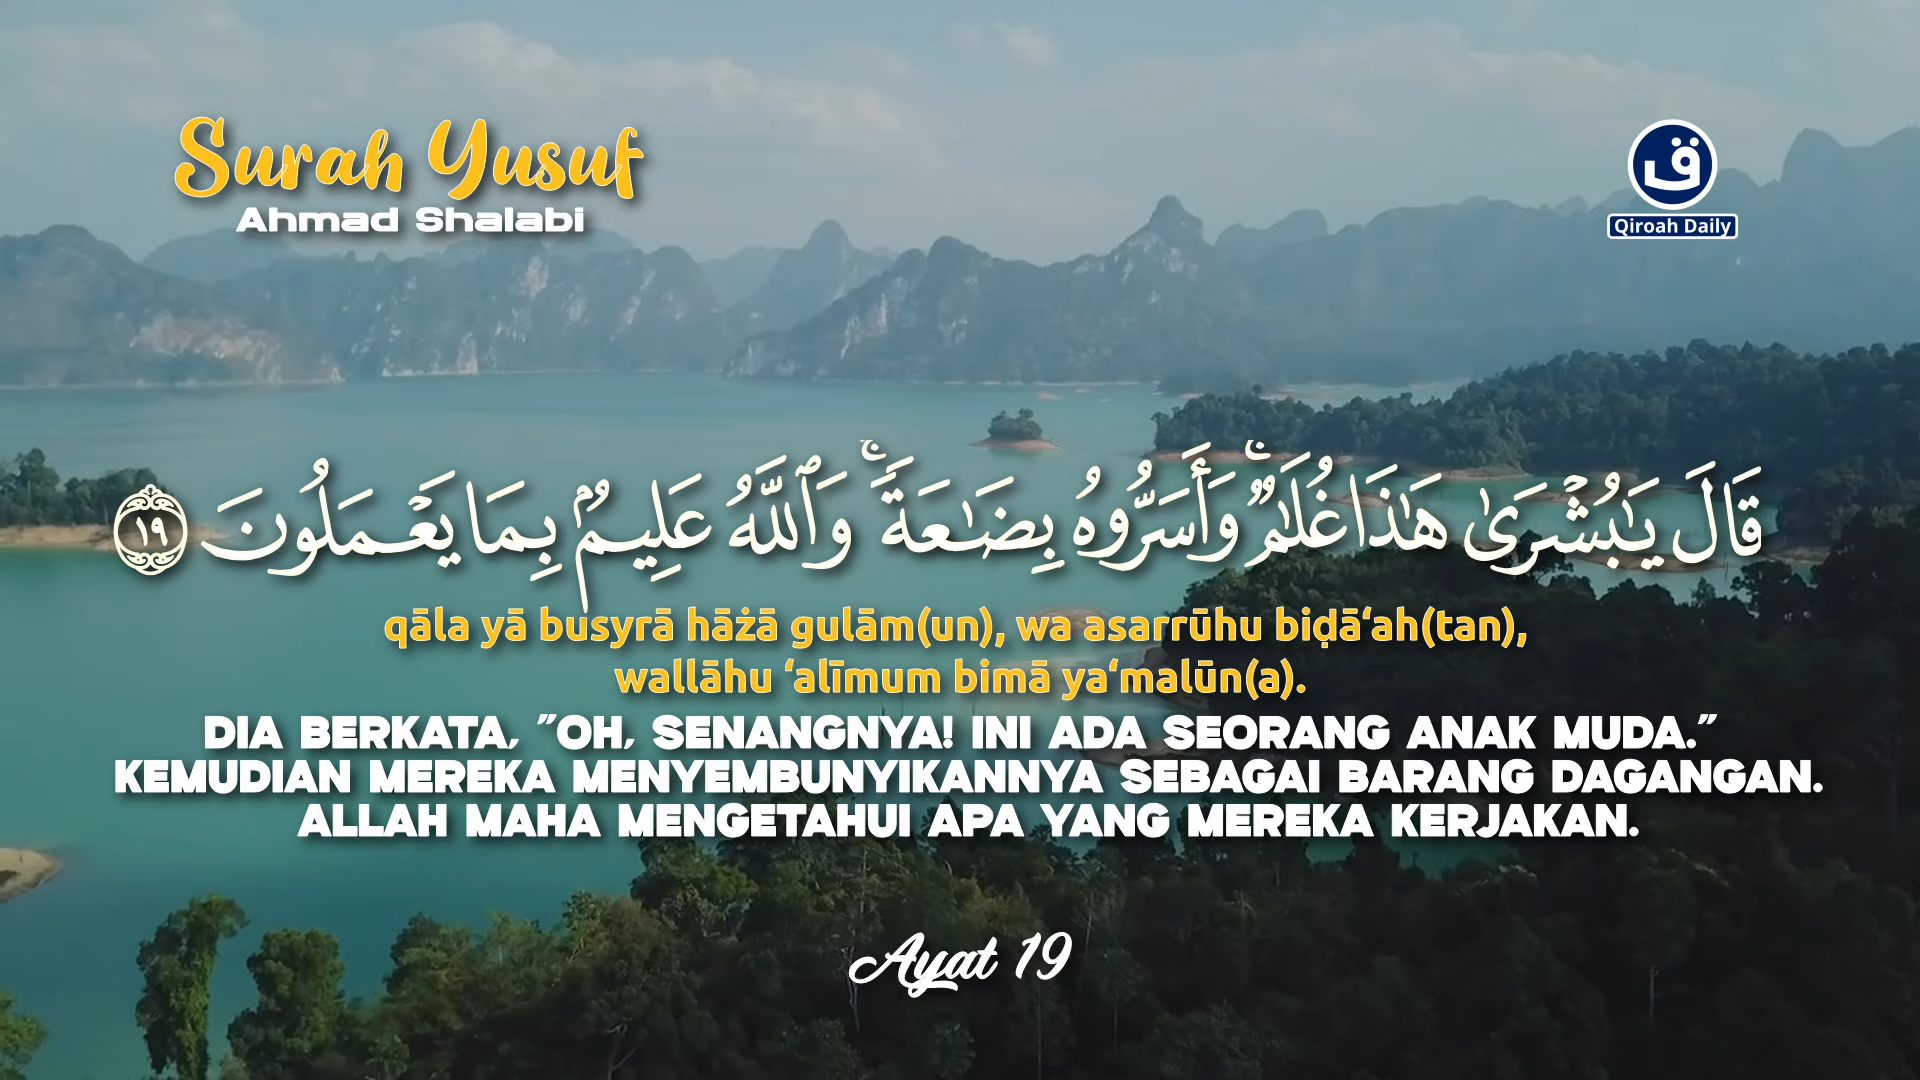 Surah Yusuf
Ahmad Shalabi
ق
Qiroah Daily
قَالَ يَـٰبُشْرَىٰ هَـٰذَا غُلَـٰمٌۭ ۚ وَأَسَرُّوهُ بِضَـٰعَةًۭ ۚ وَٱللَّهُ عَلِيمٌۢ بِمَا يَعْمَلُونَ ١٩
qāla yā busyrā hāżā gulām(un), wa asarrūhu biḍā‘ah(tan),
wallāhu ‘alīmum bimā ya‘malūn(a).
DIA BERKATA, "OH, SENANGNYA! INI ADA SEORANG ANAK MUDA."
KEMUDIAN MEREKA MENYEMBUNYIKANNYA SEBAGAI BARANG DAGANGAN.
ALLAH MAHA MENGETAHUI APA YANG MEREKA KERJAKAN.
Ayat 19